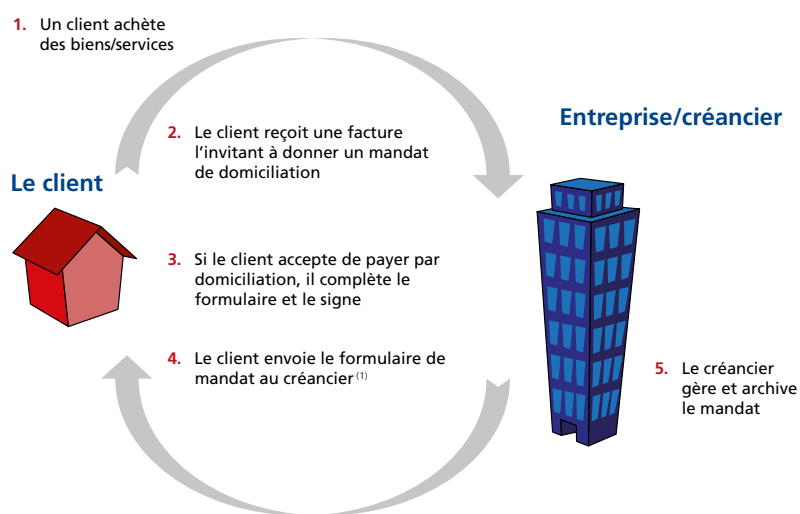 1. Un client achète
des biens/services
2. Le client reçoit une facture
l’invitant à donner un mandat
de domiciliation
Entreprise/créancier
Le client
3. Si le client accepte de payer par
domiciliation, il complète le
formulaire et le signe
4. Le client envoie le formulaire de
mandat au créancier (1)
5. Le créancier
gère et archive
le mandat